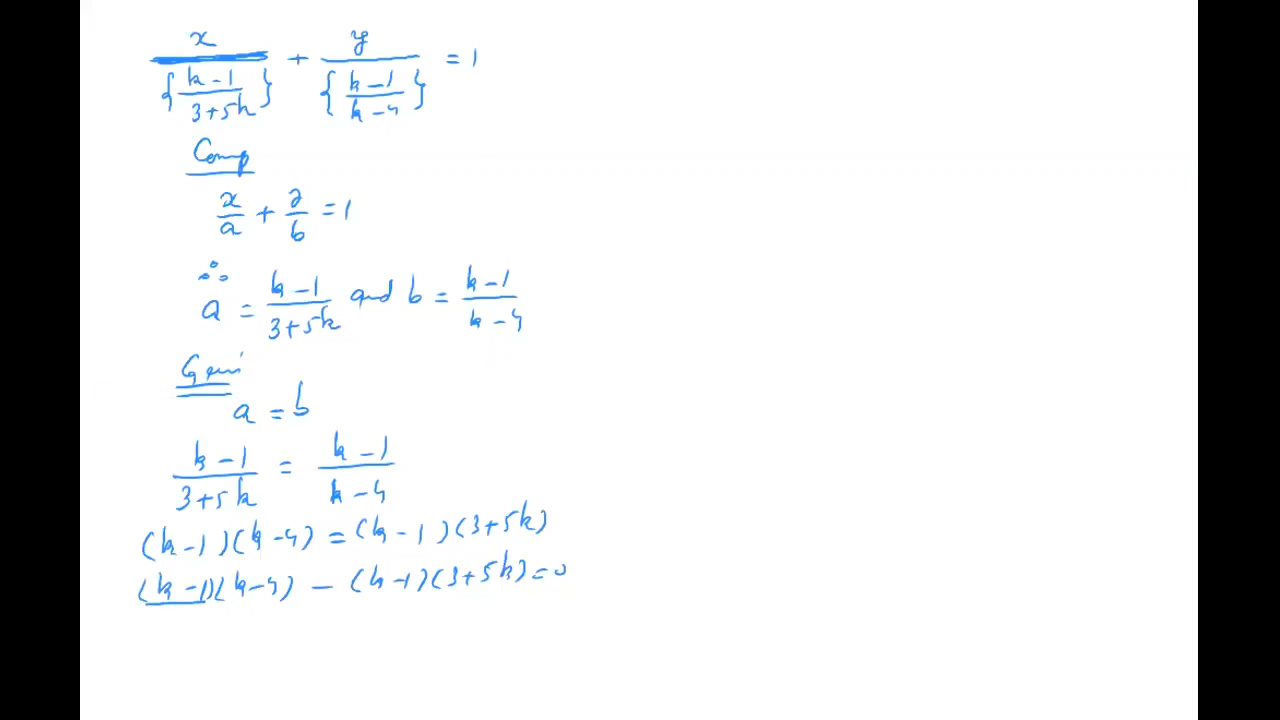 x/{(k-1)/(3+5k)} + y/{(k-1)/(k-4)} = 1
Comp
x/a + y/b = 1
∴ a = (k-1)/(3+5k) and b = (k-1)/(k-4)
a = b
(k-1)/(3+5k) = (k-1)/(k-4)
(k-1)(k-4) = (k-1)(3+5k)
(k-1)(k-4) - (k-1)(3+5k) = 0